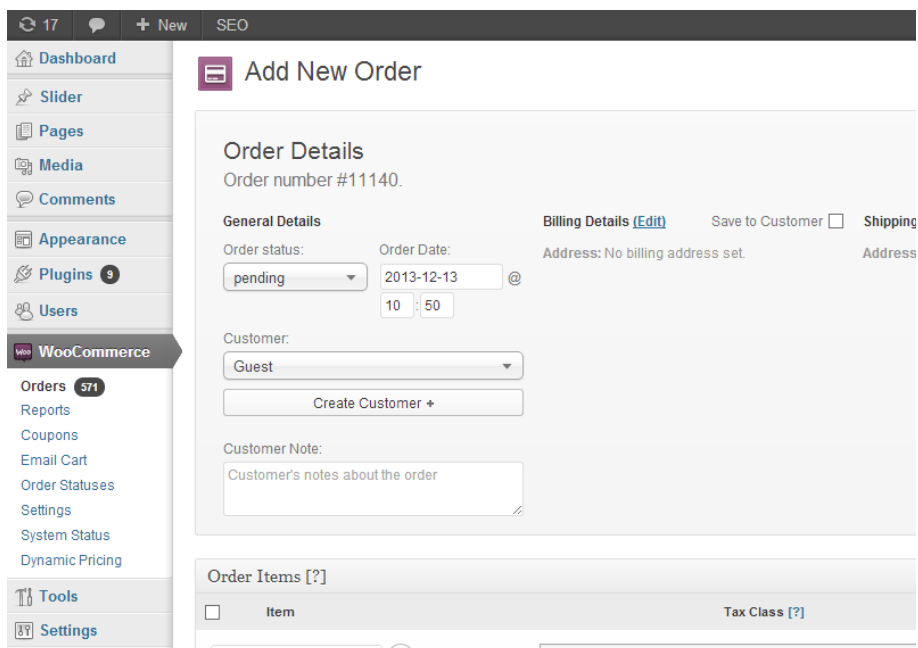 17 + New SEO
Dashboard
Slider
Pages
Media
Comments
Appearance
Plugins 9
Users
Woo WooCommerce
Orders 571
Reports
Coupons
Email Cart
Order Statuses
Settings
System Status
Dynamic Pricing
Tools
Settings
Add New Order
Order Details
Order number #11140.
General Details
Order status: Order Date:
pending 2013-12-13 @
10 : 50
Customer:
Guest
Create Customer +
Customer Note:
Customer's notes about the order
Billing Details (Edit) Save to Customer
Address: No billing address set.
Shipping
Address
Order Items [?]
Item Tax Class [?]